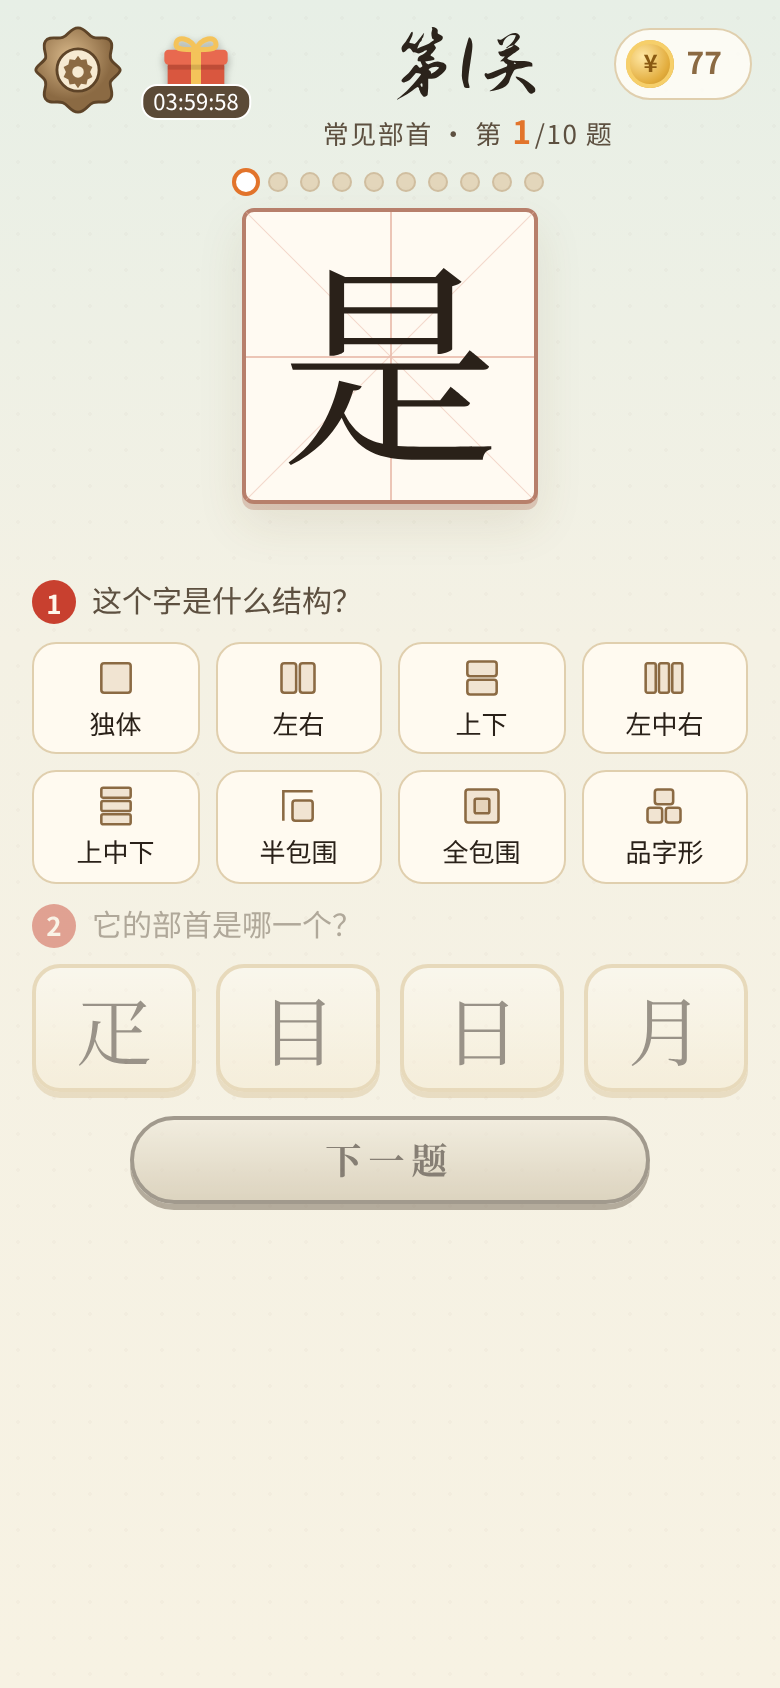 第1关
¥ 77
03:59:58
常见部首 · 第 1/10 题
是
1 这个字是什么结构？
独体 左右 上下 左中右
上中下 半包围 全包围 品字形
2 它的部首是哪一个？
疋 目 日 月
下一题